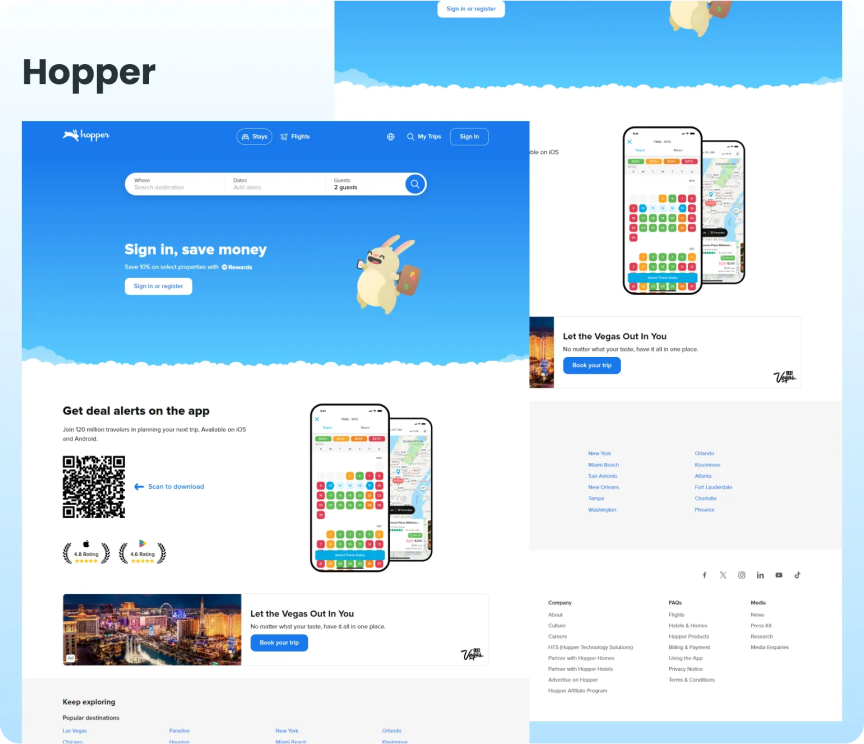 Hopper
Sign in or register
hopper
Stays
Flights
My Trips
Sign In
Where
Search destination
Dates
Add dates
Guests
2 guests
Sign in, save money
Save 10% on select properties with Rewards
Sign in or register
Get deal alerts on the app
Join 120 million travelers in planning your next trip. Available on iOS
and Android.
Scan to download
4.8 Rating
4.6 Rating
Select These Dates
Let the Vegas Out In You
No matter what your taste, have it all in one place.
Book your trip
Ad
Vegas
Keep exploring
Popular destinations
Las Vegas
Paradise
New York
Orlando
Chicago
Houston
Miami Beach
Kissimmee
ble on iOS
Select These Dates
Let the Vegas Out In You
No matter what your taste, have it all in one place.
Book your trip
Vegas
New York
Orlando
Miami Beach
Kissimmee
San Antonio
Atlanta
New Orleans
Fort Lauderdale
Tampa
Charlotte
Washington
Phoenix
Company
About
Culture
Careers
HTS (Hopper Technology Solutions)
Partner with Hopper Homes
Partner with Hopper Hotels
Advertise on Hopper
Hopper Affiliate Program
FAQs
Flights
Hotels & Homes
Hopper Products
Billing & Payment
Using the App
Privacy Notice
Terms & Conditions
Media
News
Press Kit
Research
Media Enquiries